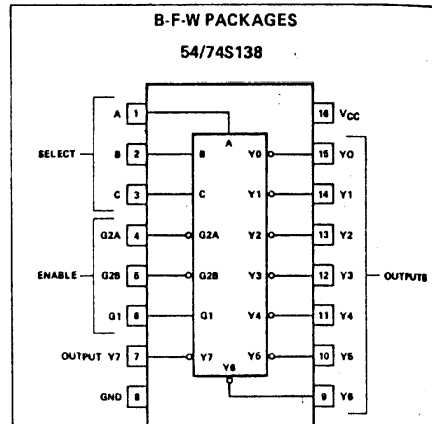 B-F-W PACKAGES
54/74S138
A 1 A 16 VCC
SELECT B 2 B Y0 15 YO
C 3 C Y1 14 Y1
G2A 4 G2A Y2 13 Y2
ENABLE G2B 5 G2B Y3 12 Y3 OUTPUTS
G1 6 G1 Y4 11 Y4
OUTPUT Y7 7 Y7 Y5 10 Y5
Y6
GND 8 9 Y6